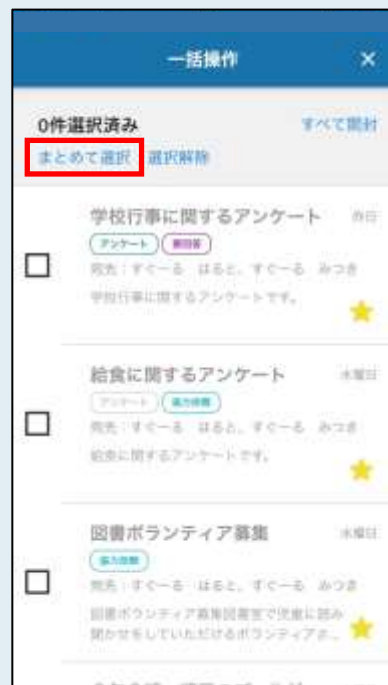 一括操作 ×
0件選択済み すべて開封
まとめて選択 選択解除
学校行事に関するアンケート 昨日
アンケート 要回答
宛先：すぐーる はると、すぐーる みつき
学校行事に関するアンケートです。
給食に関するアンケート 水曜日
アンケート 協力依頼
宛先：すぐーる はると、すぐーる みつき
給食に関するアンケートです。
図書ボランティア募集 水曜日
協力依頼
宛先：すぐーる はると、すぐーる みつき
図書ボランティア募集図書室で児童に読み
聞かせをしていただけるボランティアさ…